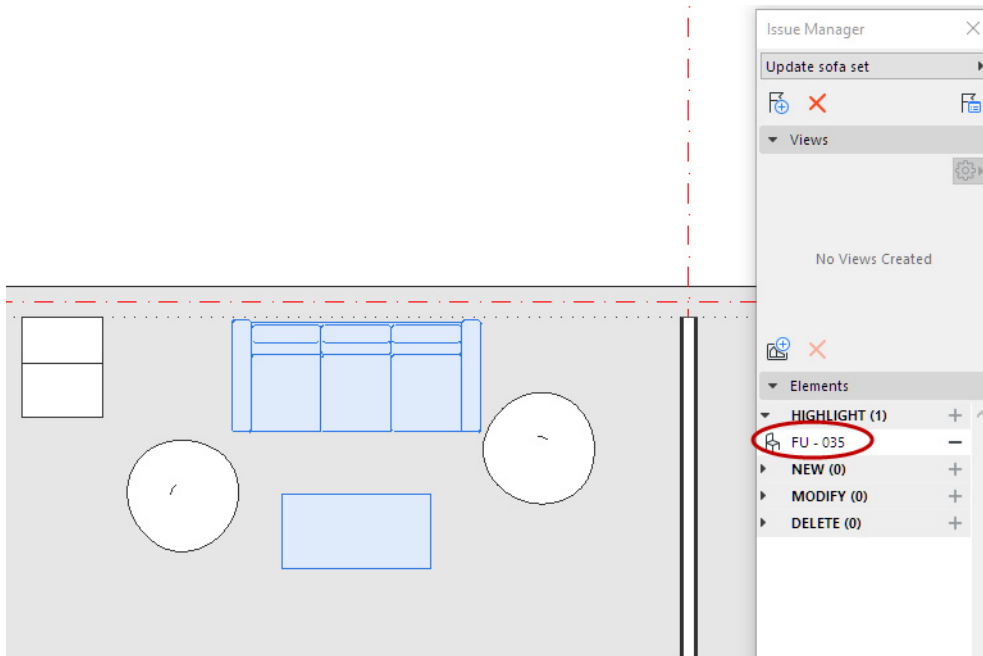 Issue Manager
Update sofa set
Views
No Views Created
Elements
HIGHLIGHT (1)
FU - 035
NEW (0)
MODIFY (0)
DELETE (0)